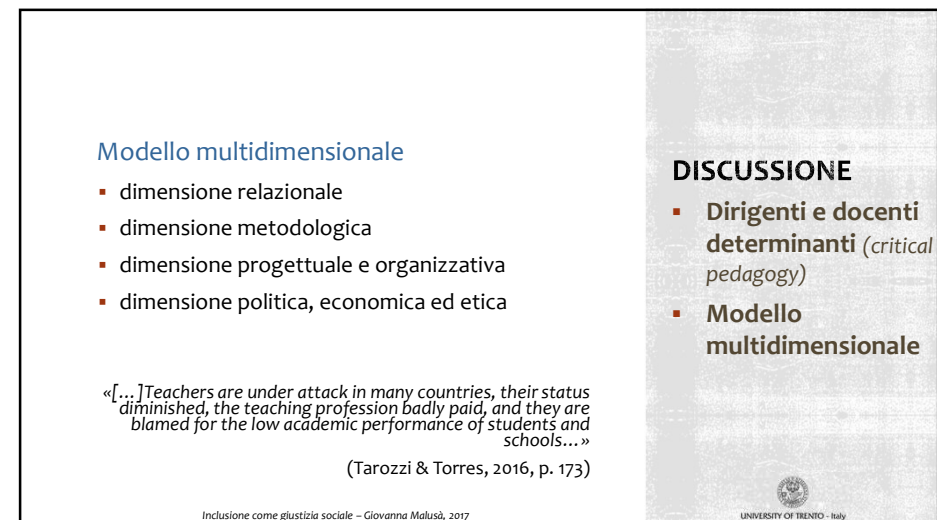 Modello multidimensionale
▪ dimensione relazionale
▪ dimensione metodologica
▪ dimensione progettuale e organizzativa
▪ dimensione politica, economica ed etica
«[…]Teachers are under attack in many countries, their status
diminished, the teaching profession badly paid, and they are
blamed for the low academic performance of students and
schools…»
(Tarozzi & Torres, 2016, p. 173)
Inclusione come giustizia sociale – Giovanna Malusà, 2017
DISCUSSIONE
▪ Dirigenti e docenti
determinanti (critical
pedagogy)
▪ Modello
multidimensionale
UNIVERSITY OF TRENTO - Italy